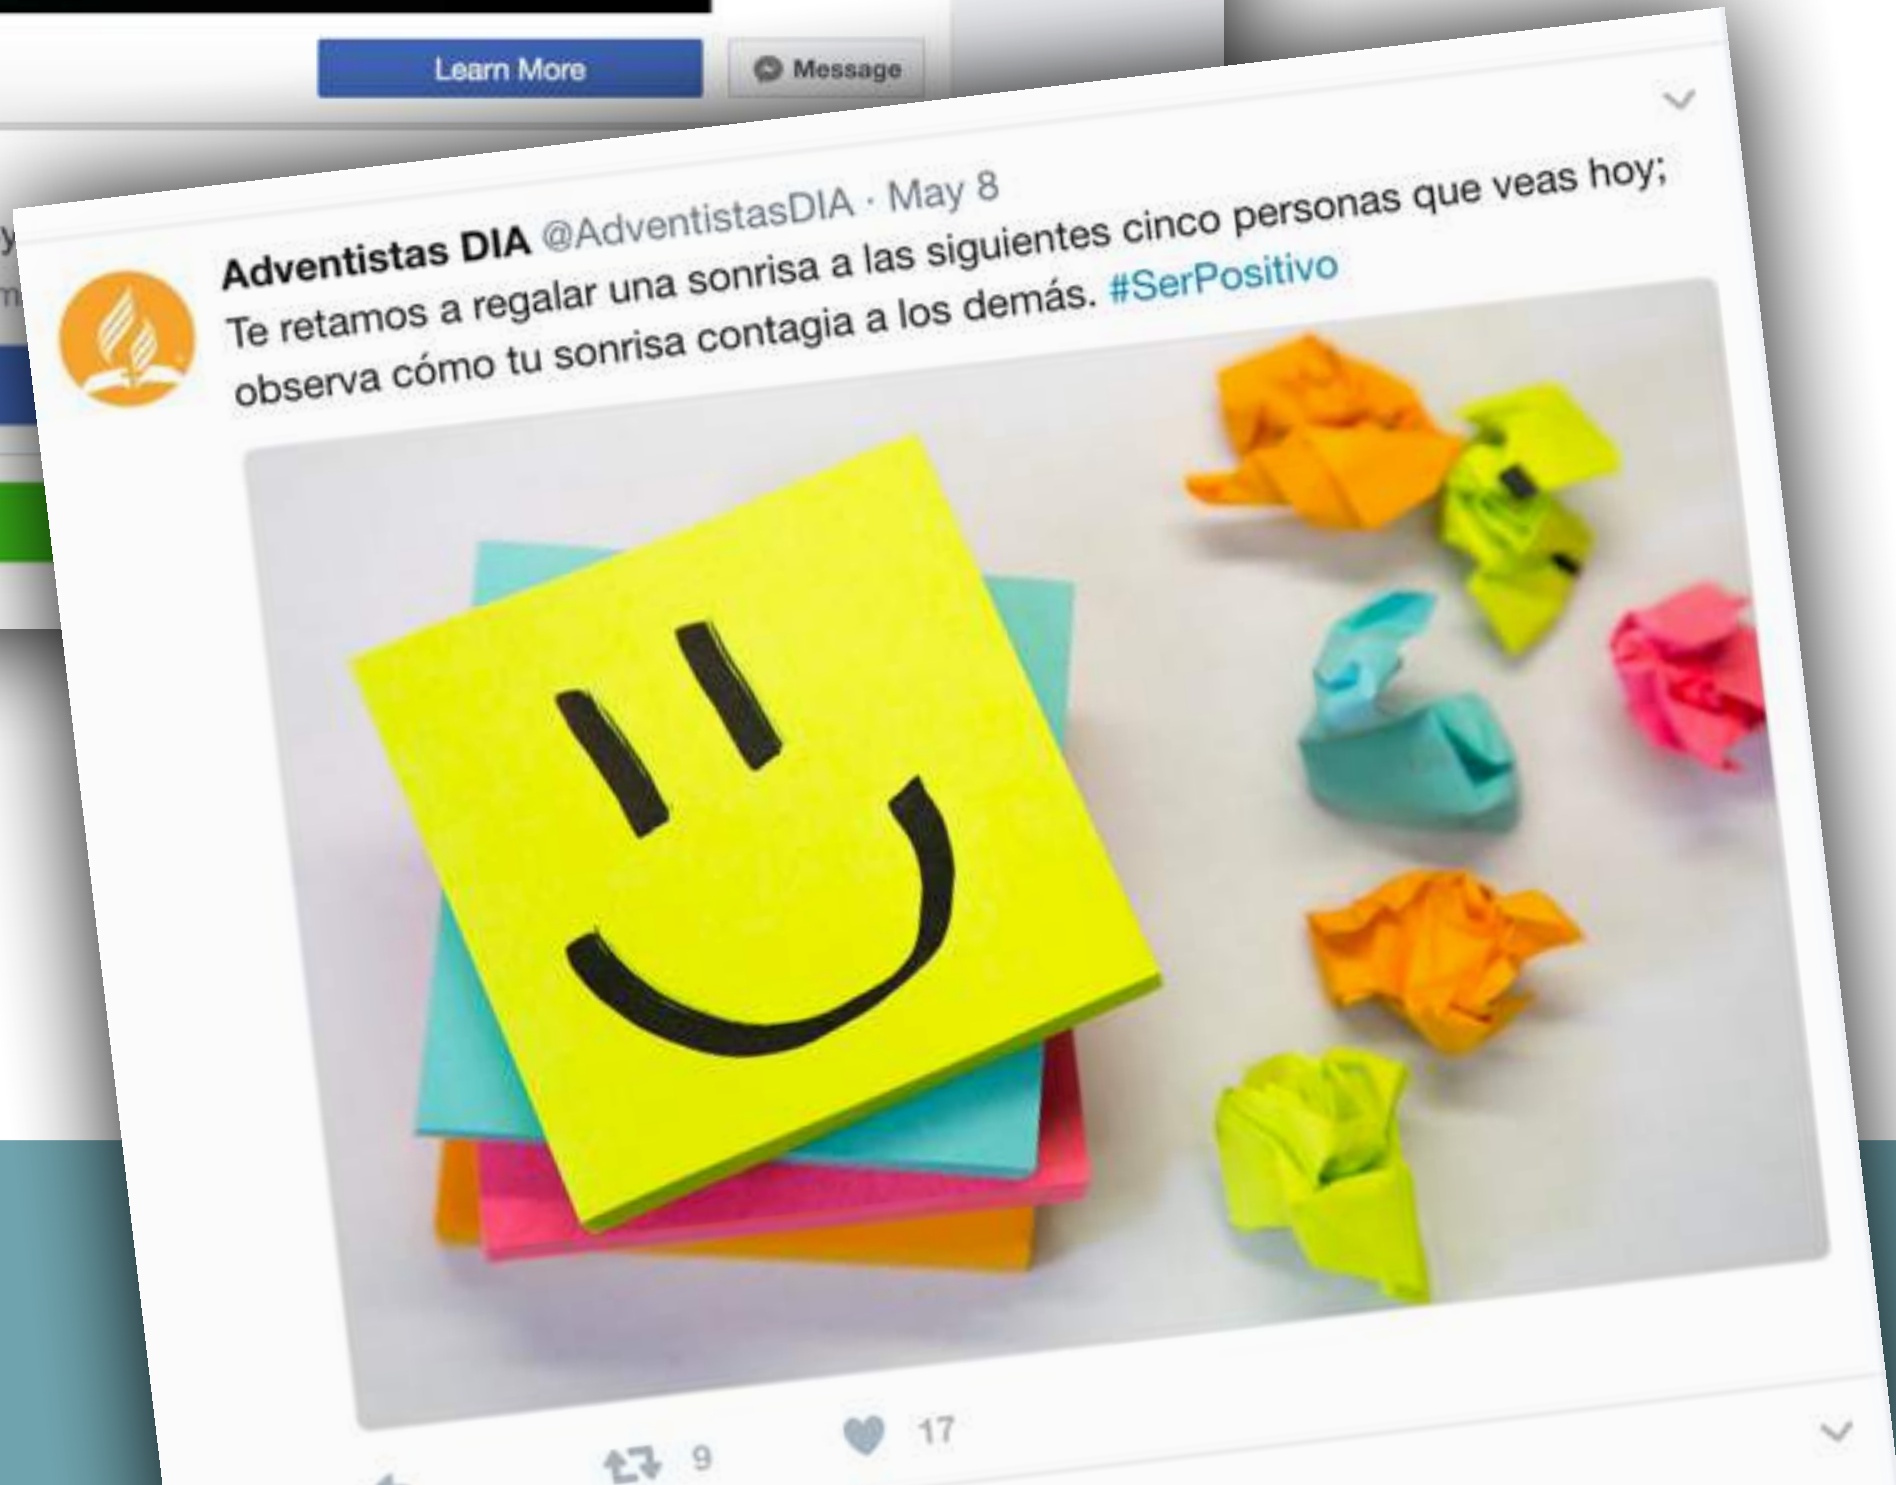 Learn More
Message
Adventistas DIA @AdventistasDIA · May 8
Te retamos a regalar una sonrisa a las siguientes cinco personas que veas hoy;
observa cómo tu sonrisa contagia a los demás. #SerPositivo
9
17